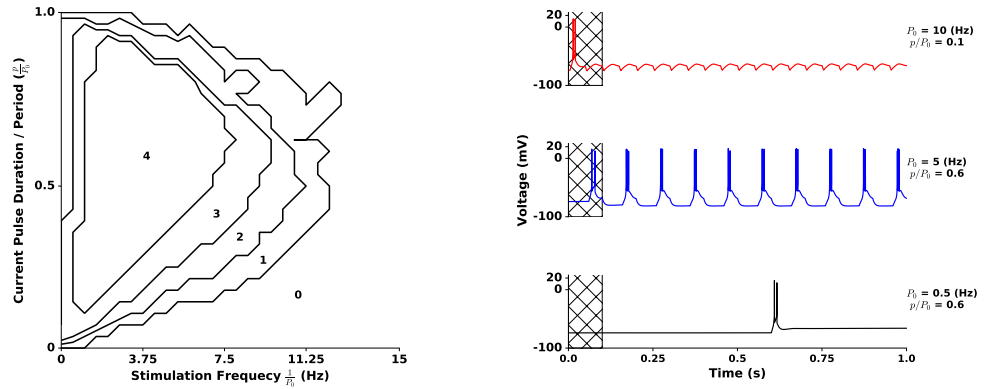 1.0
0.5
0
Current Pulse Duration / Period (p/P₀)
4
3
2
1
0
0 3.75 7.5 11.25 15
Stimulation Frequecy 1/P₀ (Hz)
20
0
-100
P₀ = 10 (Hz)
p/P₀ = 0.1
Voltage (mV)
20
0
-100
P₀ = 5 (Hz)
p/P₀ = 0.6
20
0
-100
P₀ = 0.5 (Hz)
p/P₀ = 0.6
0.0 0.25 0.5 0.75 1.0
Time (s)